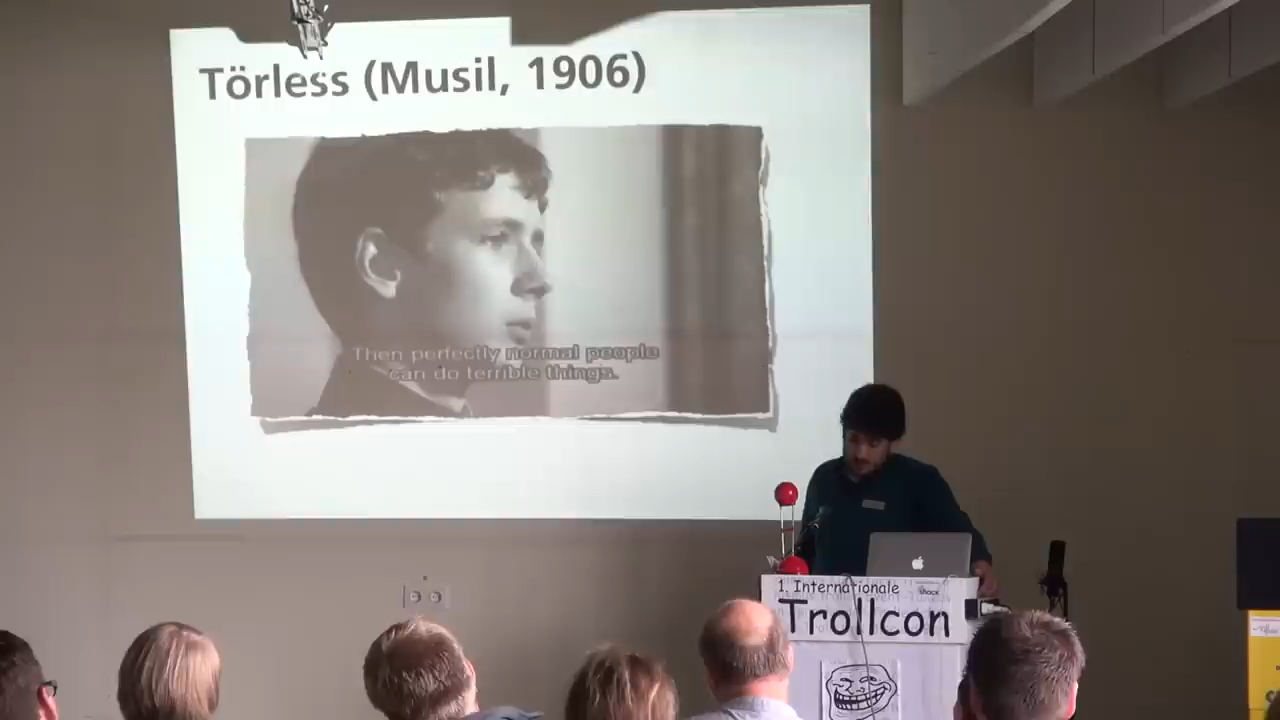 Törless (Musil, 1906)
Then perfectly normal people
can do terrible things.
1. Internationale
Trollcon